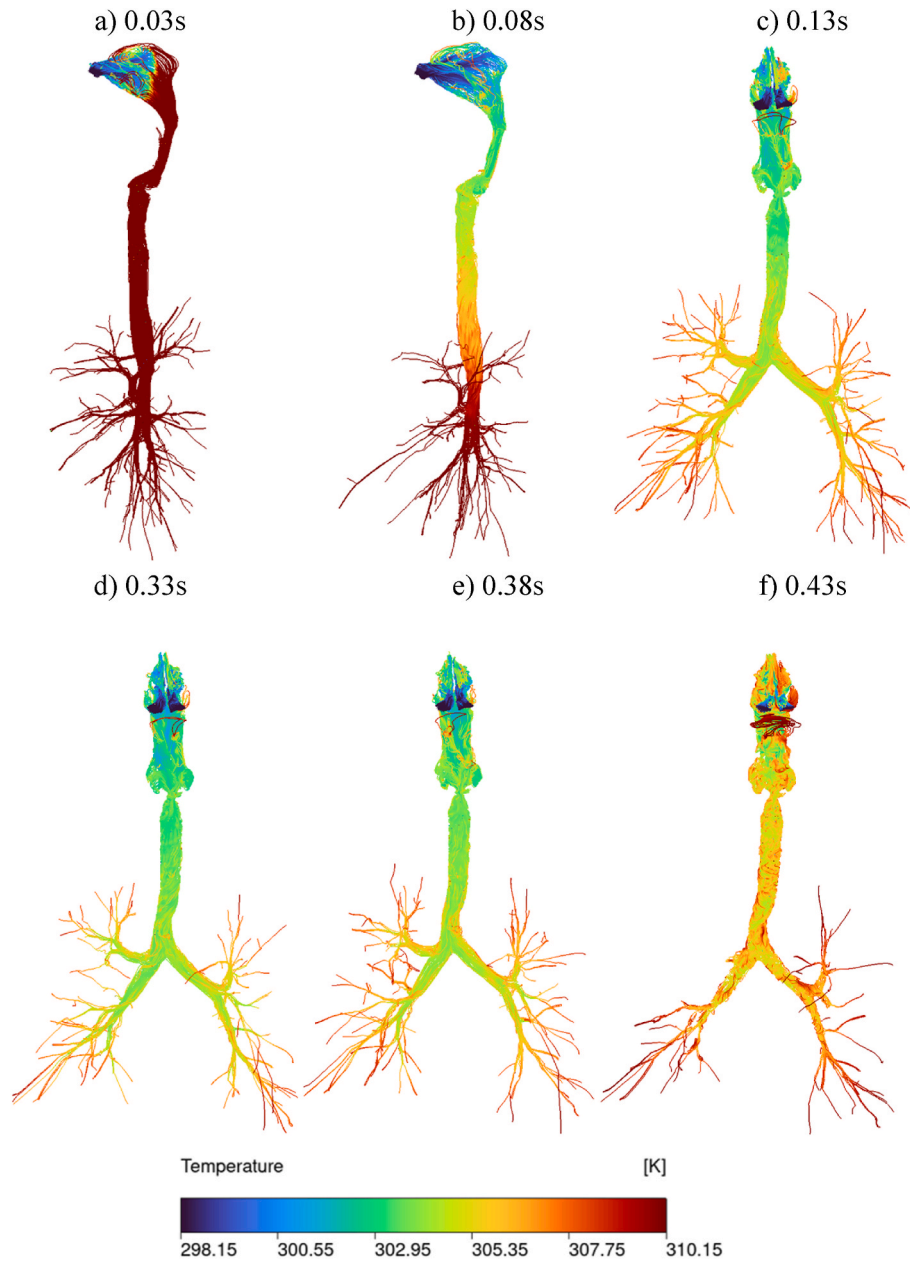 a) 0.03s
b) 0.08s
c) 0.13s
d) 0.33s
e) 0.38s
f) 0.43s
Temperature [K]
298.15 300.55 302.95 305.35 307.75 310.15